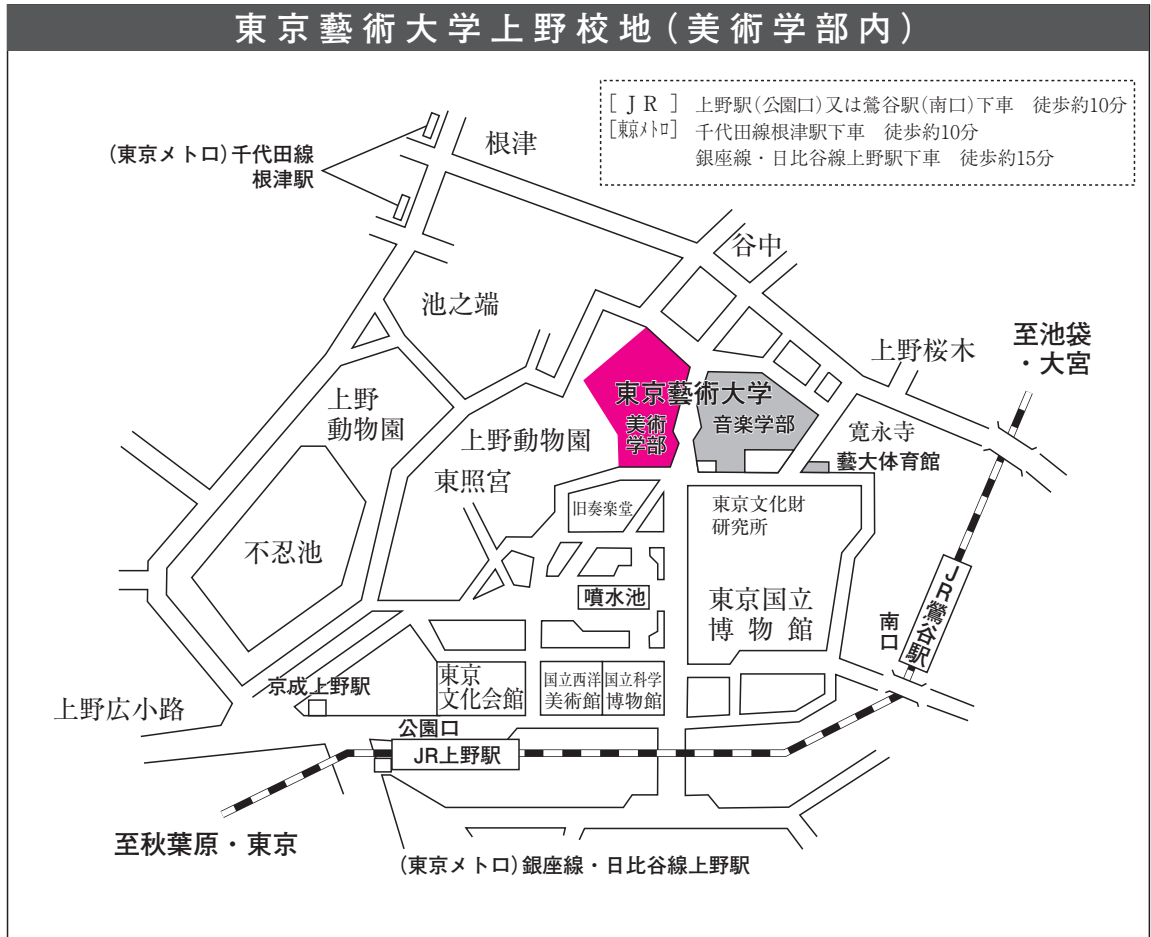 東京藝術大学上野校地(美術学部内)
[ J R ] 上野駅(公園口)又は鶯谷駅(南口)下車 徒歩約10分
[東京メトロ] 千代田線根津駅下車 徒歩約10分
銀座線・日比谷線上野駅下車 徒歩約15分
(東京メトロ)千代田線
根津駅
根津
谷中
池之端
上野桜木
至池袋
・大宮
上野
動物園
上野動物園
東京藝術大学
美術
学部
音楽学部
寛永寺
藝大体育館
東照宮
旧奏楽堂
東京文化財
研究所
不忍池
噴水池
東京国立
博物館
南口
JR鶯谷駅
京成上野駅
東京
文化会館
国立西洋
美術館
国立科学
博物館
上野広小路
公園口
JR上野駅
至秋葉原・東京
(東京メトロ)銀座線・日比谷線上野駅